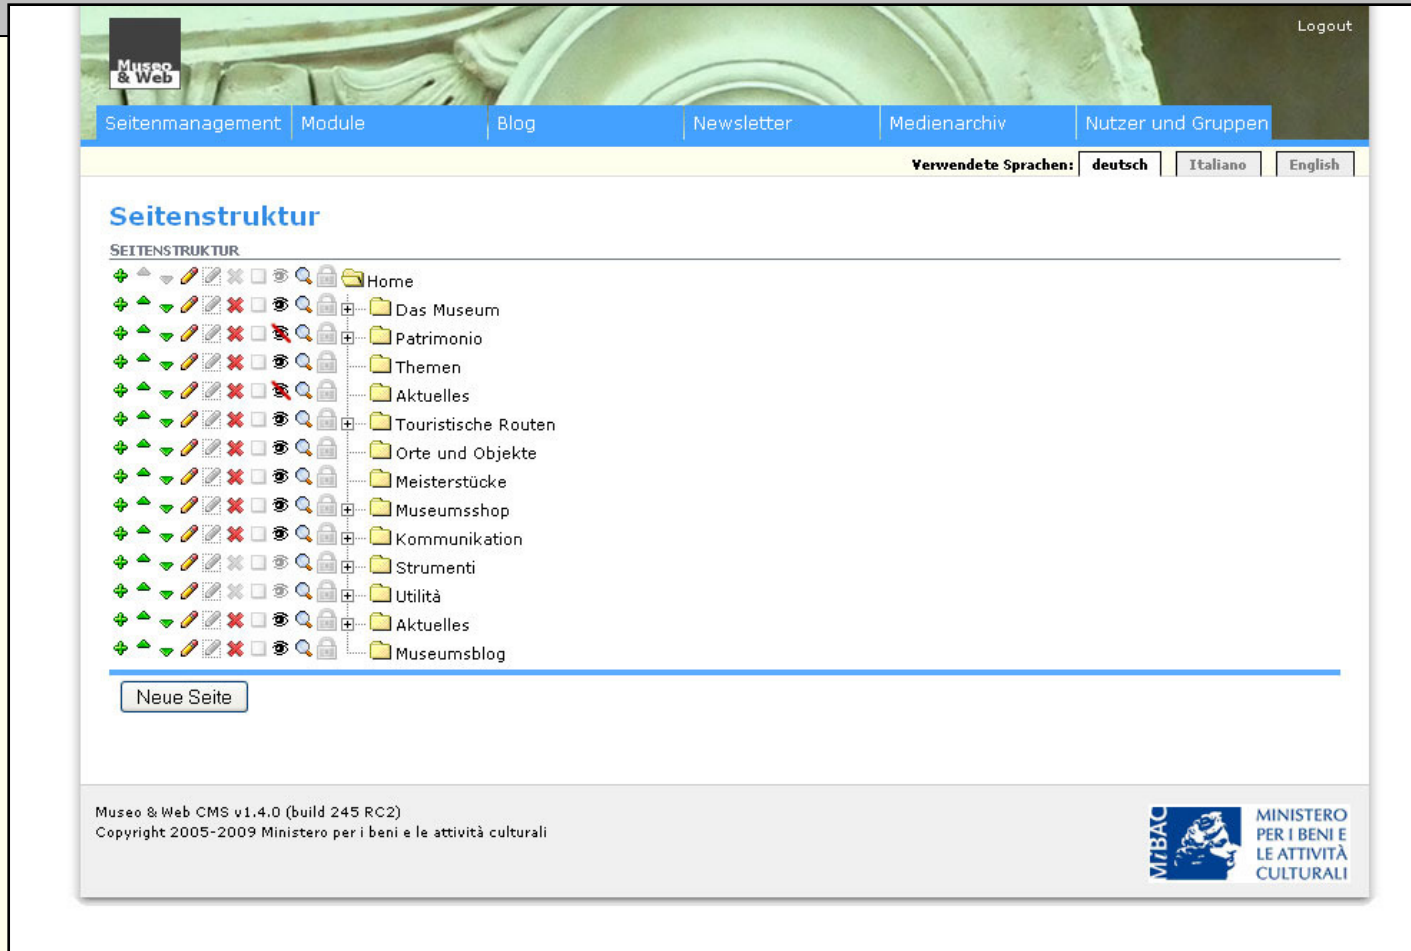 Logout
Museo
& Web
Seitenmanagement Module Blog Newsletter Medienarchiv Nutzer und Gruppen
Verwendete Sprachen: deutsch Italiano English
Seitenstruktur
SEITENSTRUKTUR
Home
Das Museum
Patrimonio
Themen
Aktuelles
Touristische Routen
Orte und Objekte
Meisterstücke
Museumsshop
Kommunikation
Strumenti
Utilità
Aktuelles
Museumsblog
Neue Seite
Museo & Web CMS v1.4.0 (build 245 RC2)
Copyright 2005-2009 Ministero per i beni e le attività culturali
MiBAC
MINISTERO
PER I BENI E
LE ATTIVITÀ
CULTURALI